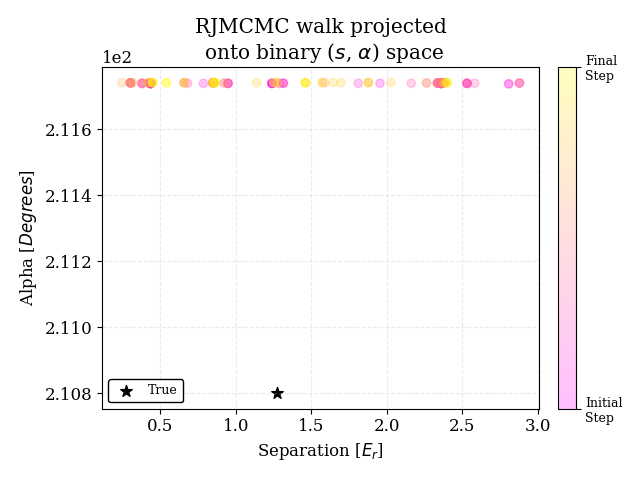 RJMCMC walk projected
onto binary (s, α) space
1e2
Final
Step
2.116
2.114
2.112
2.110
2.108
Alpha [Degrees]
True
Initial
Step
0.5 1.0 1.5 2.0 2.5 3.0
Separation [E_r]